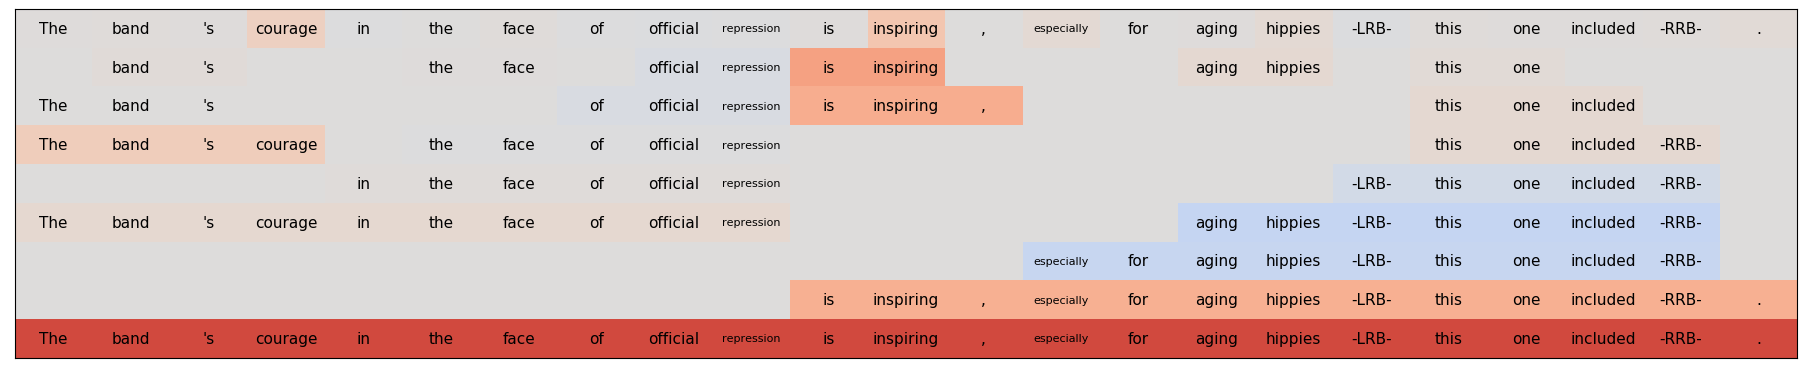 The band 's courage in the face of official repression is inspiring , especially for aging hippies -LRB- this one included -RRB- .
band 's the face official repression is inspiring aging hippies this one
The band 's of official repression is inspiring , this one included
The band 's courage the face of official repression this one included -RRB-
in the face of official repression -LRB- this one included -RRB-
The band 's courage in the face of official repression aging hippies -LRB- this one included -RRB-
especially for aging hippies -LRB- this one included -RRB-
is inspiring , especially for aging hippies -LRB- this one included -RRB- .
The band 's courage in the face of official repression is inspiring , especially for aging hippies -LRB- this one included -RRB- .